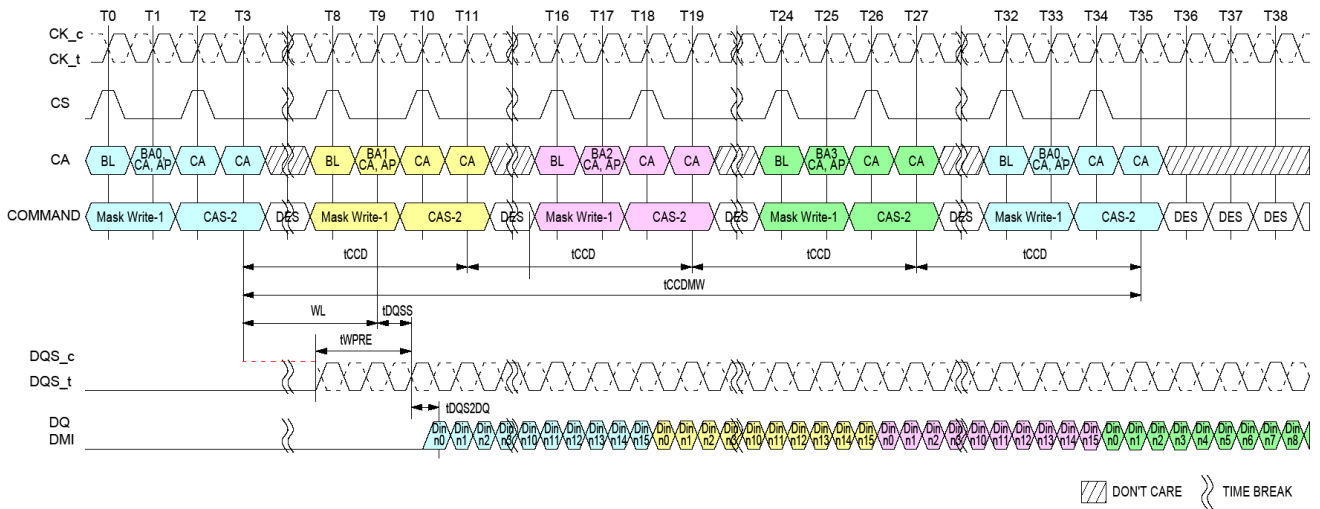 T0 T1 T2 T3 T8 T9 T10 T11 T16 T17 T18 T19 T24 T25 T26 T27 T32 T33 T34 T35 T36 T37 T38
CK_c
CK_t
CS
CA BL BA0, CA, AP CA CA BL BA1 CA, AP CA CA BL BA2 CA, AP CA CA BL BA3 CA, AP CA CA BL BA0, CA, AP CA CA
COMMAND Mask Write-1 CAS-2 DES Mask Write-1 CAS-2 DES Mask Write-1 CAS-2 DES Mask Write-1 CAS-2 DES Mask Write-1 CAS-2 DES DES DES
tCCD tCCD tCCD tCCD
tCCDMW
WL tDQSS
tWPRE
DQS_c
DQS_t
tDQS2DQ
DQ Din Din Din Din Din Din Din Din Din Din Din Din Din Din Din Din Din Din Din Din Din Din Din Din Din Din Din Din Din Din Din Din Din Din Din Din Din Din Din
DMI n0 n1 n2 n3 n10 n11 n12 n13 n14 n15 n0 n1 n2 n3 n10 n11 n12 n13 n14 n15 n0 n1 n2 n3 n10 n11 n12 n13 n14 n15 n0 n1 n2 n3 n4 n5 n6 n7 n8
DON'T CARE TIME BREAK